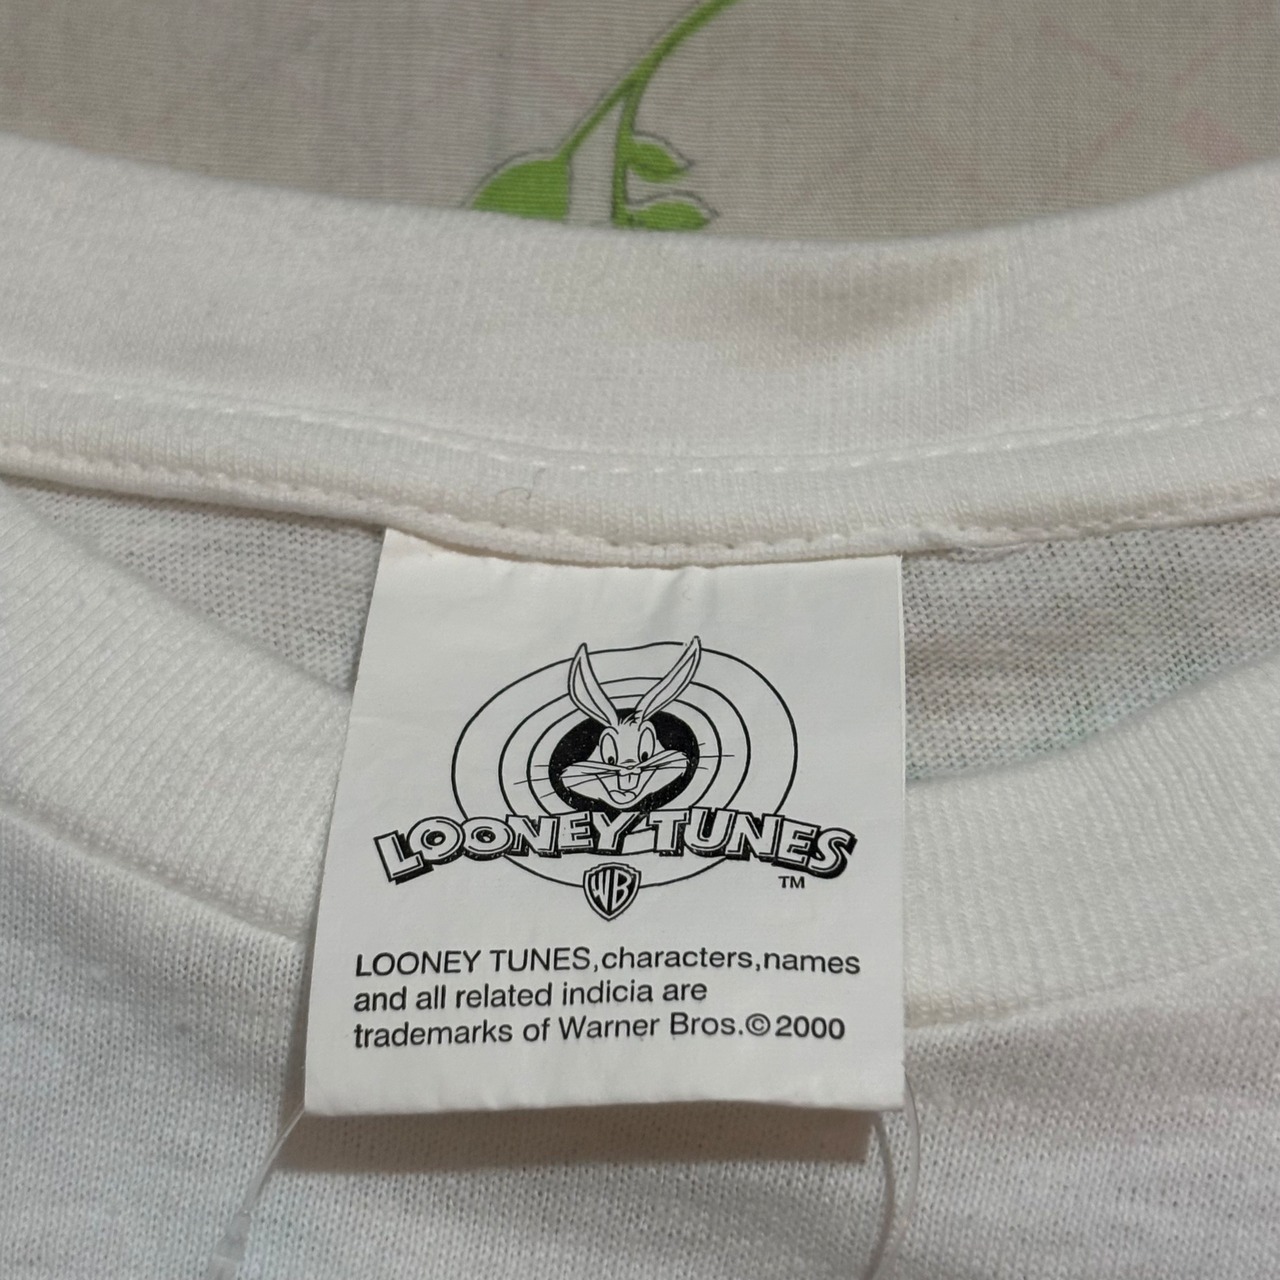 LOONEY TUNES
WB
TM
LOONEY TUNES,characters,names
and all related indicia are
trademarks of Warner Bros.©2000